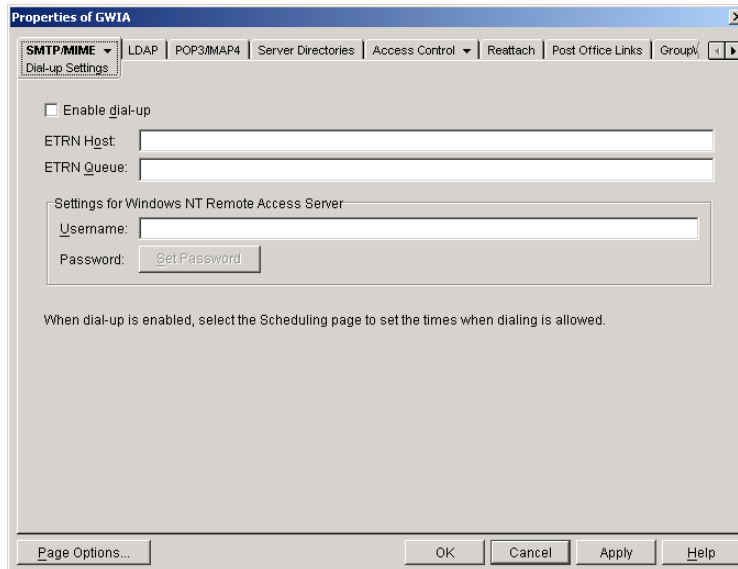 Properties of GWIA
SMTP/MIME LDAP POP3/IMAP4 Server Directories Access Control Reattach Post Office Links GroupW
Dial-up Settings
Enable dial-up
ETRN Host:
ETRN Queue:
Settings for Windows NT Remote Access Server
Username:
Password: Set Password
When dial-up is enabled, select the Scheduling page to set the times when dialing is allowed.
Page Options... OK Cancel Apply Help